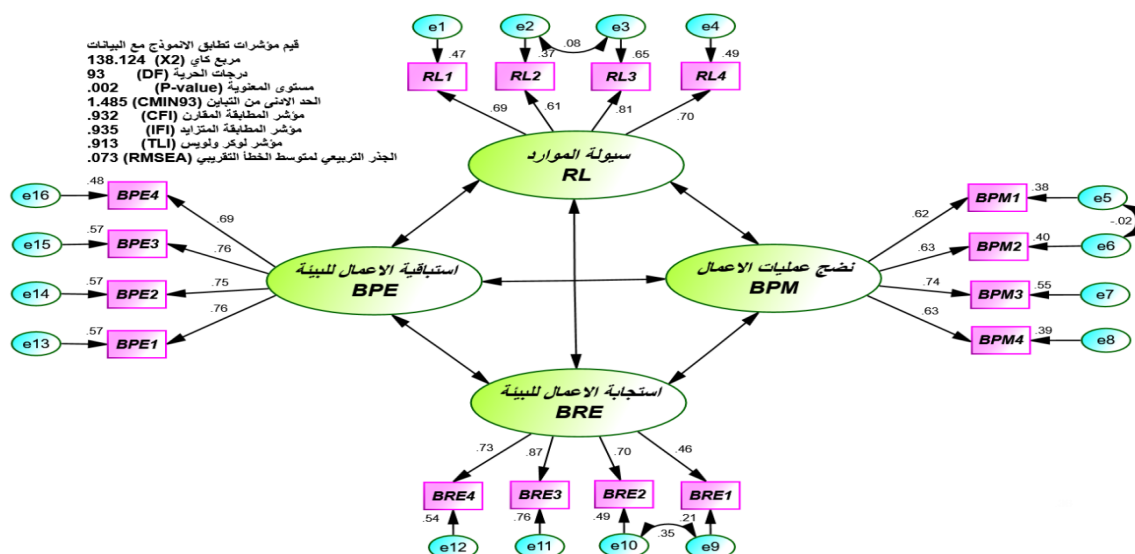 e1
e2
.08
e3
e4
.47
.37
.65
.49
RL1
RL2
RL3
RL4
.69
.61
.81
.70
سيولة الموارد
RL
قيم مؤشرات تطابق الانموذج مع البيانات
مربع كاي (X2) 138.124
درجات الحرية (DF) 93
مستوى المعنوية (P-value) .002
الحد الادنى من التباين (CMIN93) 1.485
مؤشر المطابقة المقارن (CFI) .932
مؤشر المطابقة المتزايد (IFI) .935
مؤشر لوكر ولويس (TLI) .913
الجذر التربيعي لمتوسط الخطأ التقريبي (RMSEA) .073
e16
.48
BPE4
.69
e15
.57
BPE3
.76
e14
.57
BPE2
.75
e13
.57
BPE1
.76
استباقية الاعمال للبيئة
BPE
نضج عمليات الاعمال
BPM
.62
BPM1
.38
e5
-.02
.63
BPM2
.40
e6
.74
BPM3
.55
e7
.63
BPM4
.39
e8
استجابة الاعمال للبيئة
BRE
.73
.87
.70
.46
BRE4
BRE3
BRE2
BRE1
.54
.76
.49
.21
.35
e12
e11
e10
e9